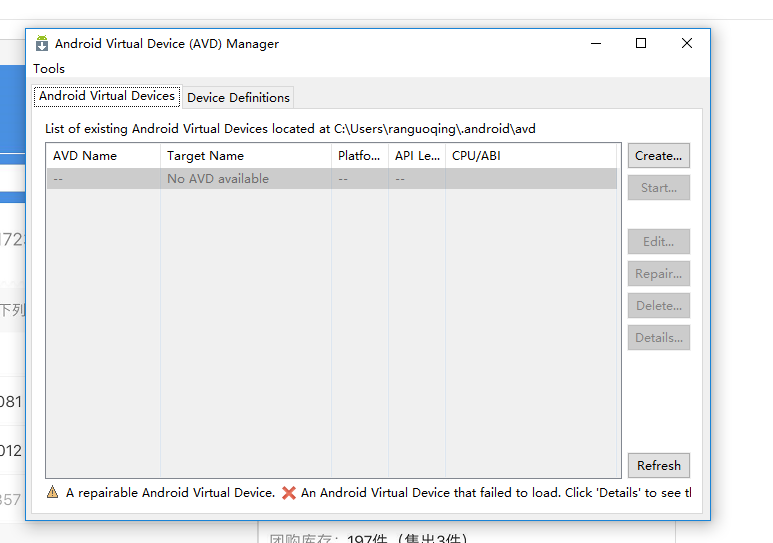 Android Virtual Device (AVD) Manager
Tools
Android Virtual Devices
Device Definitions
List of existing Android Virtual Devices located at C:\Users\ranguoqing\.android\avd
AVD Name Target Name Platfo... API Le... CPU/ABI
-- No AVD available -- --
Create...
Start...
Edit...
Repair...
Delete...
Details...
Refresh
A repairable Android Virtual Device. An Android Virtual Device that failed to load. Click 'Details' to see
172
下列
081
012
357
团购库存: 197件 (售出3件)